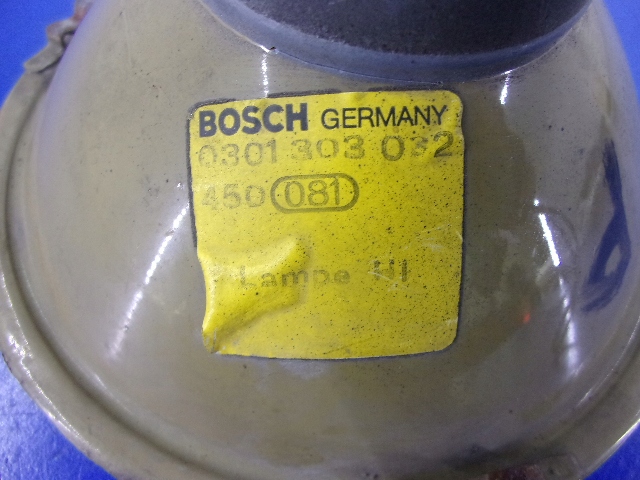 BOSCH GERMANY
0301 303 032
450 081
Lampe H1